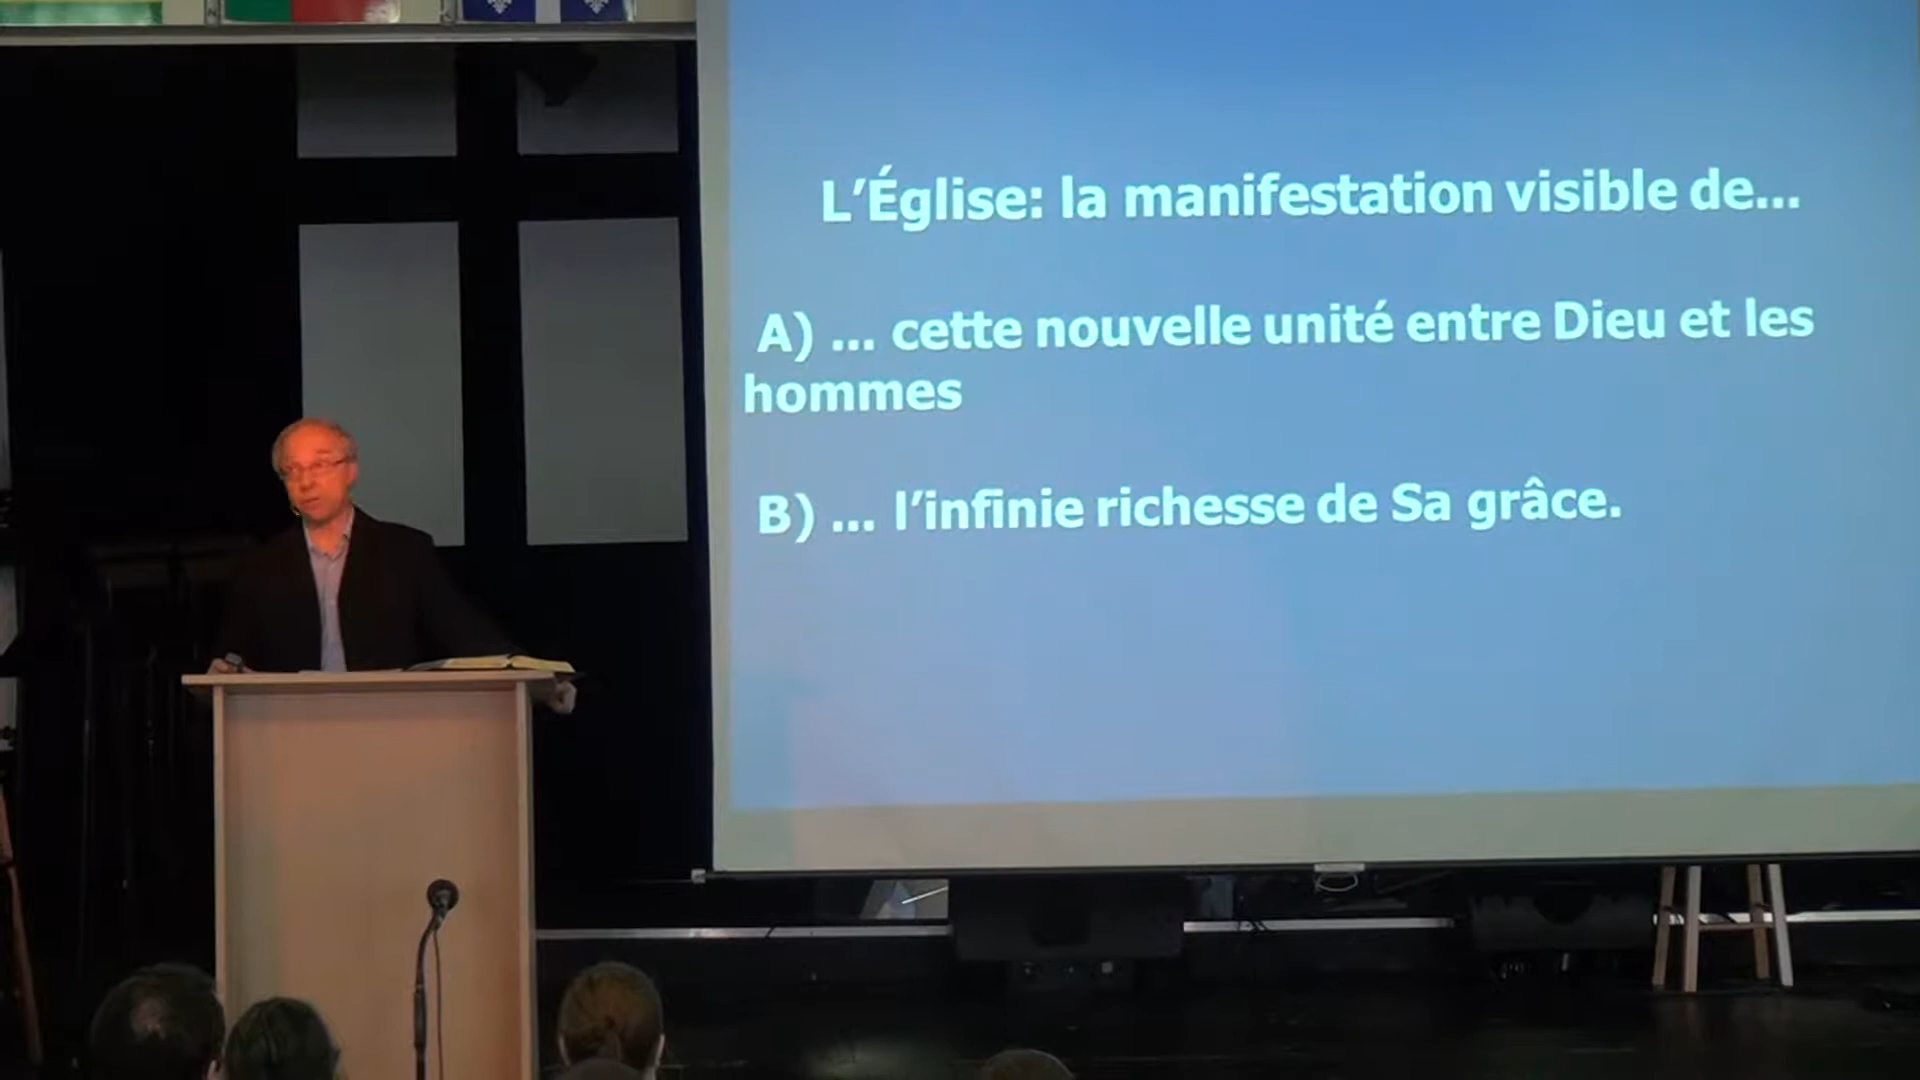 L'Église: la manifestation visible de...
A) ... cette nouvelle unité entre Dieu et les
hommes
B) ... l'infinie richesse de Sa grâce.